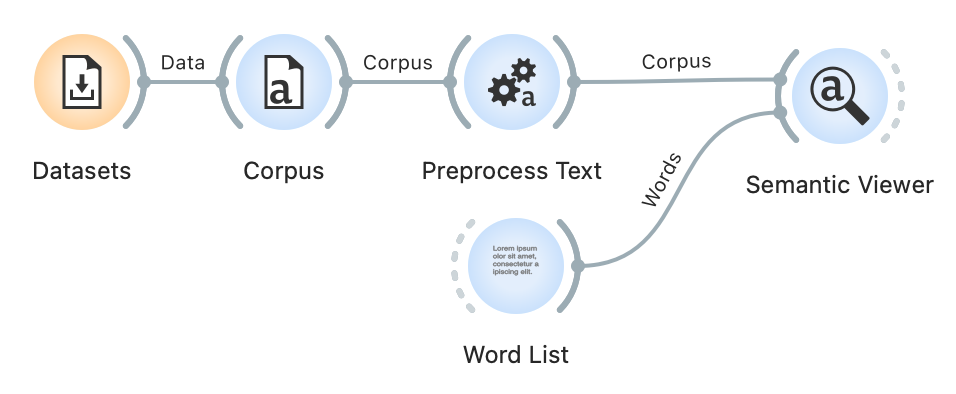 Data
Corpus
Corpus
Datasets
Corpus
Preprocess Text
Semantic Viewer
Words
Lorem ipsum
olor sit amet,
consectetur a
ipiscing elit.
Word List
a
a
a